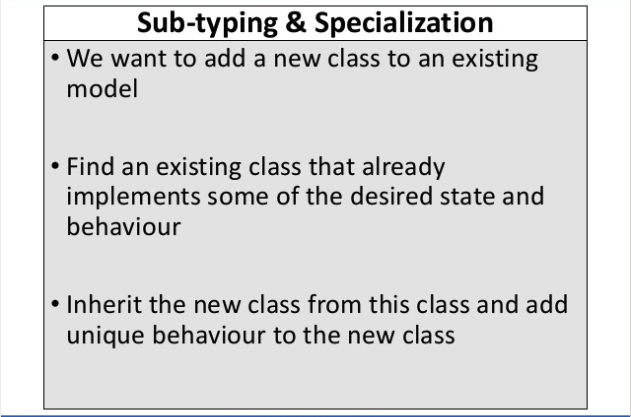 Sub-typing & Specialization
• We want to add a new class to an existing
model
• Find an existing class that already
implements some of the desired state and
behaviour
• Inherit the new class from this class and add
unique behaviour to the new class